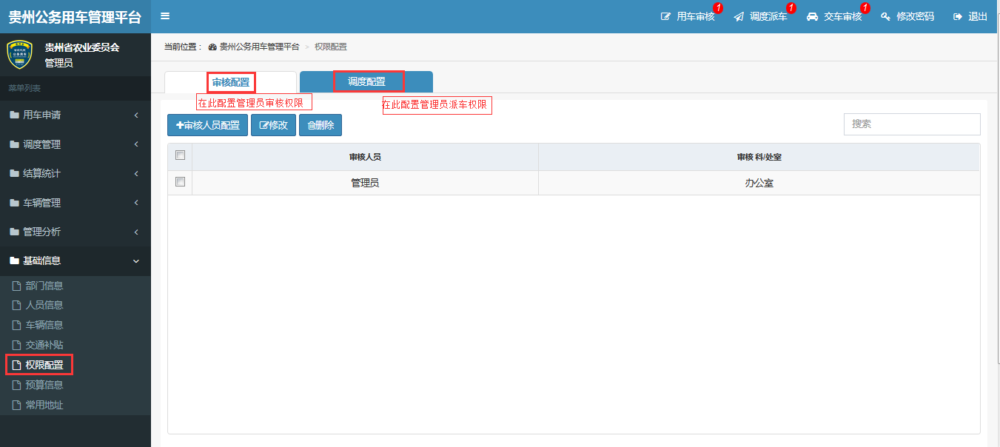 贵州公务用车管理平台
用车审核 1
调度派车 1
交车审核 1
修改密码
退出
贵州省农业委员会
管理员
当前位置： 贵州公务用车管理平台 > 权限配置
菜单列表
用车申请
调度管理
结算统计
车辆管理
管理分析
基础信息
部门信息
人员信息
车辆信息
交通补贴
权限配置
预算信息
常用地址
审核配置
调度配置
在此配置管理员审核权限
在此配置管理员派车权限
审核人员配置
修改
删除
搜索
审核人员 审核 科/处室
管理员 办公室